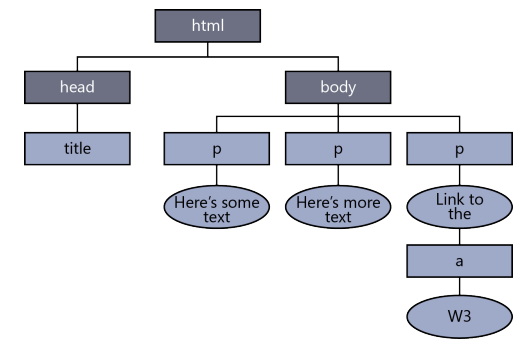 html
head
body
title
p
p
p
Here's some
text
Here's more
text
Link to
the
a
W3